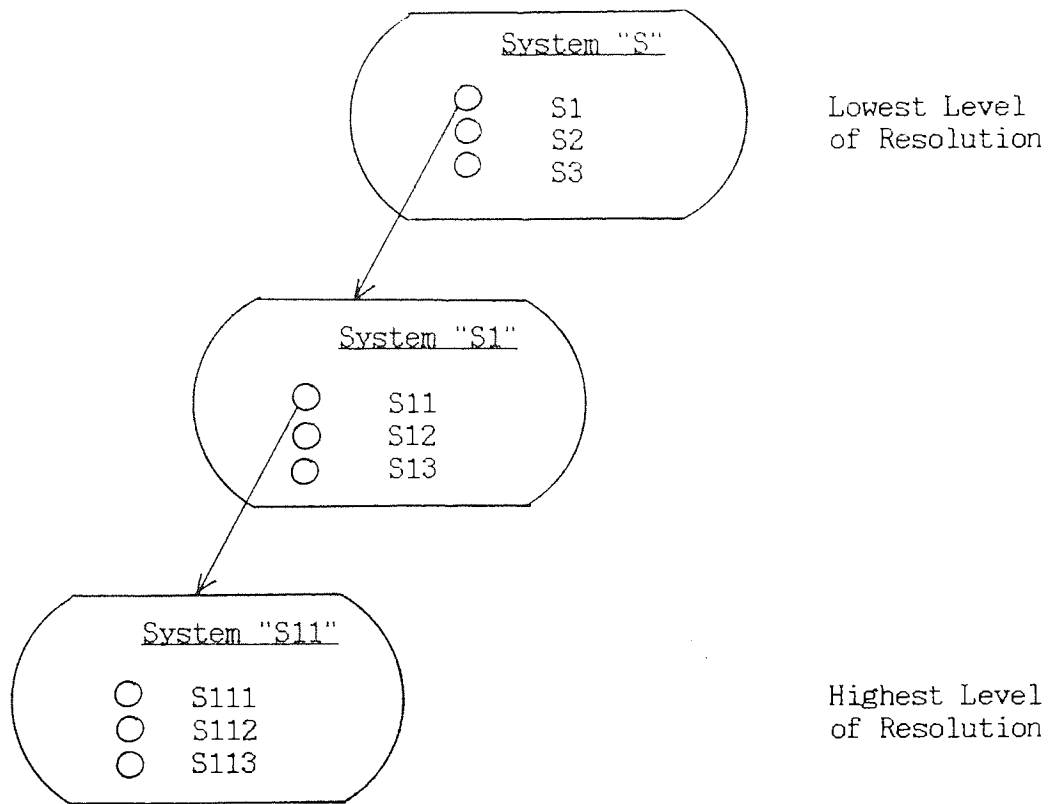 System "S"
S1
S2
S3
Lowest Level
of Resolution
System "S1"
S11
S12
S13
System "S11"
S111
S112
S113
Highest Level
of Resolution